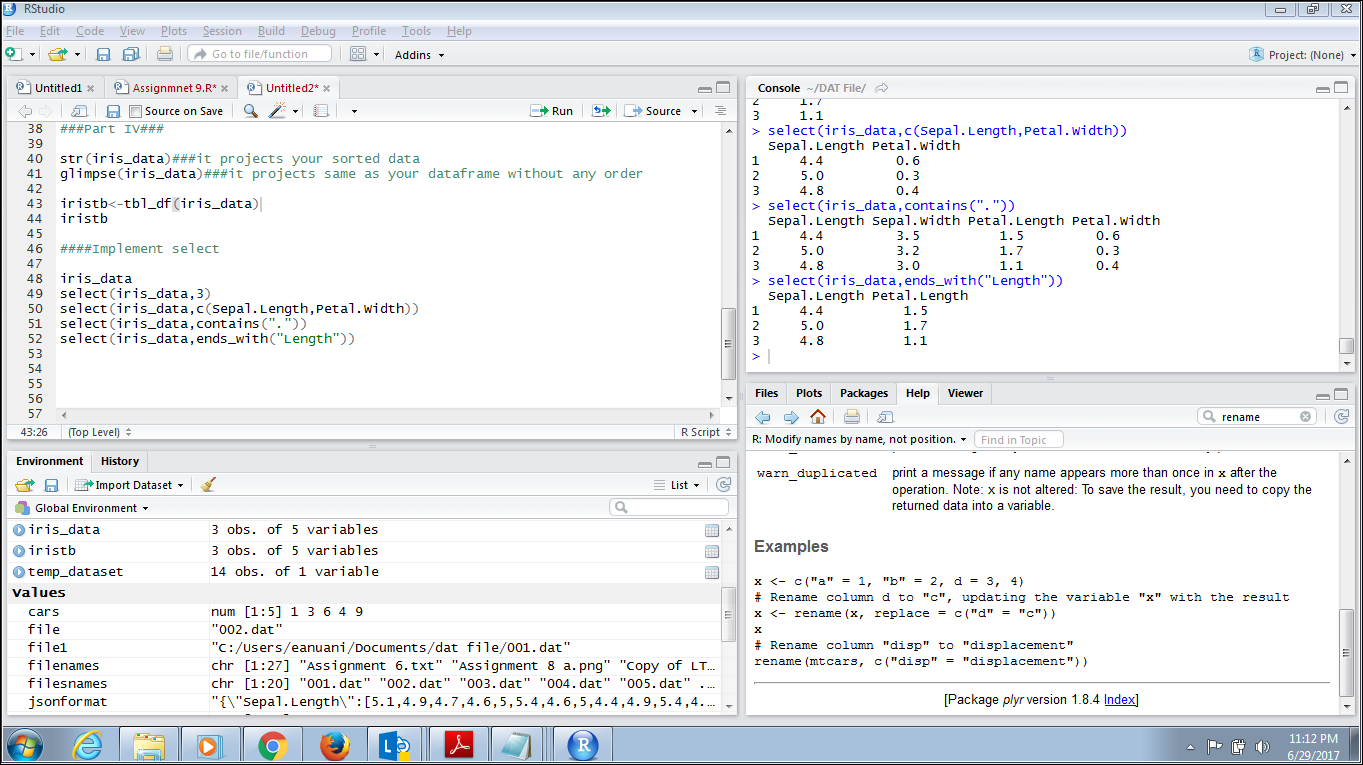 RStudio
File Edit Code View Plots Session Build Debug Profile Tools Help
Go to file/function Addins Project: (None)
Untitled1 Assignmnet 9.R* Untitled2*
Source on Save Run Source
38 ###Part IV###
39
40 str(iris_data)###it projects your sorted data
41 glimpse(iris_data)###it projects same as your dataframe without any order
42
43 iristb<-tbl_df(iris_data)
44 iristb
45
46 ####Implement select
47
48 iris_data
49 select(iris_data,3)
50 select(iris_data,c(Sepal.Length,Petal.Width))
51 select(iris_data,contains("."))
52 select(iris_data,ends_with("Length"))
53
54
55
56
57
43:26 (Top Level) R Script
Environment History
Import Dataset List
Global Environment
iris_data 3 obs. of 5 variables
iristb 3 obs. of 5 variables
temp_dataset 14 obs. of 1 variable
Values
cars num [1:5] 1 3 6 4 9
file "002.dat"
file1 "C:/Users/eanuani/Documents/dat file/001.dat"
filenames chr [1:27] "Assignment 6.txt" "Assignment 8 a.png" "Copy of LT…
filesnames chr [1:20] "001.dat" "002.dat" "003.dat" "004.dat" "005.dat" ...
jsonformat "{\"Sepal.Length\":[5.1,4.9,4.7,4.6,5,5.4,4.6,5,4.4,4.9,5.4,4...
Console ~/DAT File/
2 1.7
3 1.1
> select(iris_data,c(Sepal.Length,Petal.Width))
Sepal.Length Petal.Width
1 4.4 0.6
2 5.0 0.3
3 4.8 0.4
> select(iris_data,contains("."))
Sepal.Length Sepal.Width Petal.Length Petal.Width
1 4.4 3.5 1.5 0.6
2 5.0 3.2 1.7 0.3
3 4.8 3.0 1.1 0.4
> select(iris_data,ends_with("Length"))
Sepal.Length Petal.Length
1 4.4 1.5
2 5.0 1.7
3 4.8 1.1
>
Files Plots Packages Help Viewer
rename
R: Modify names by name, not position. Find in Topic
warn_duplicated print a message if any name appears more than once in x after the
operation. Note: x is not altered: To save the result, you need to copy the
returned data into a variable.
Examples
x <- c("a" = 1, "b" = 2, d = 3, 4)
# Rename column d to "c", updating the variable "x" with the result
x <- rename(x, replace = c("d" = "c"))
x
# Rename column "disp" to "displacement"
rename(mtcars, c("disp" = "displacement"))
[Package plyr version 1.8.4 Index]
11:12 PM
6/29/2017